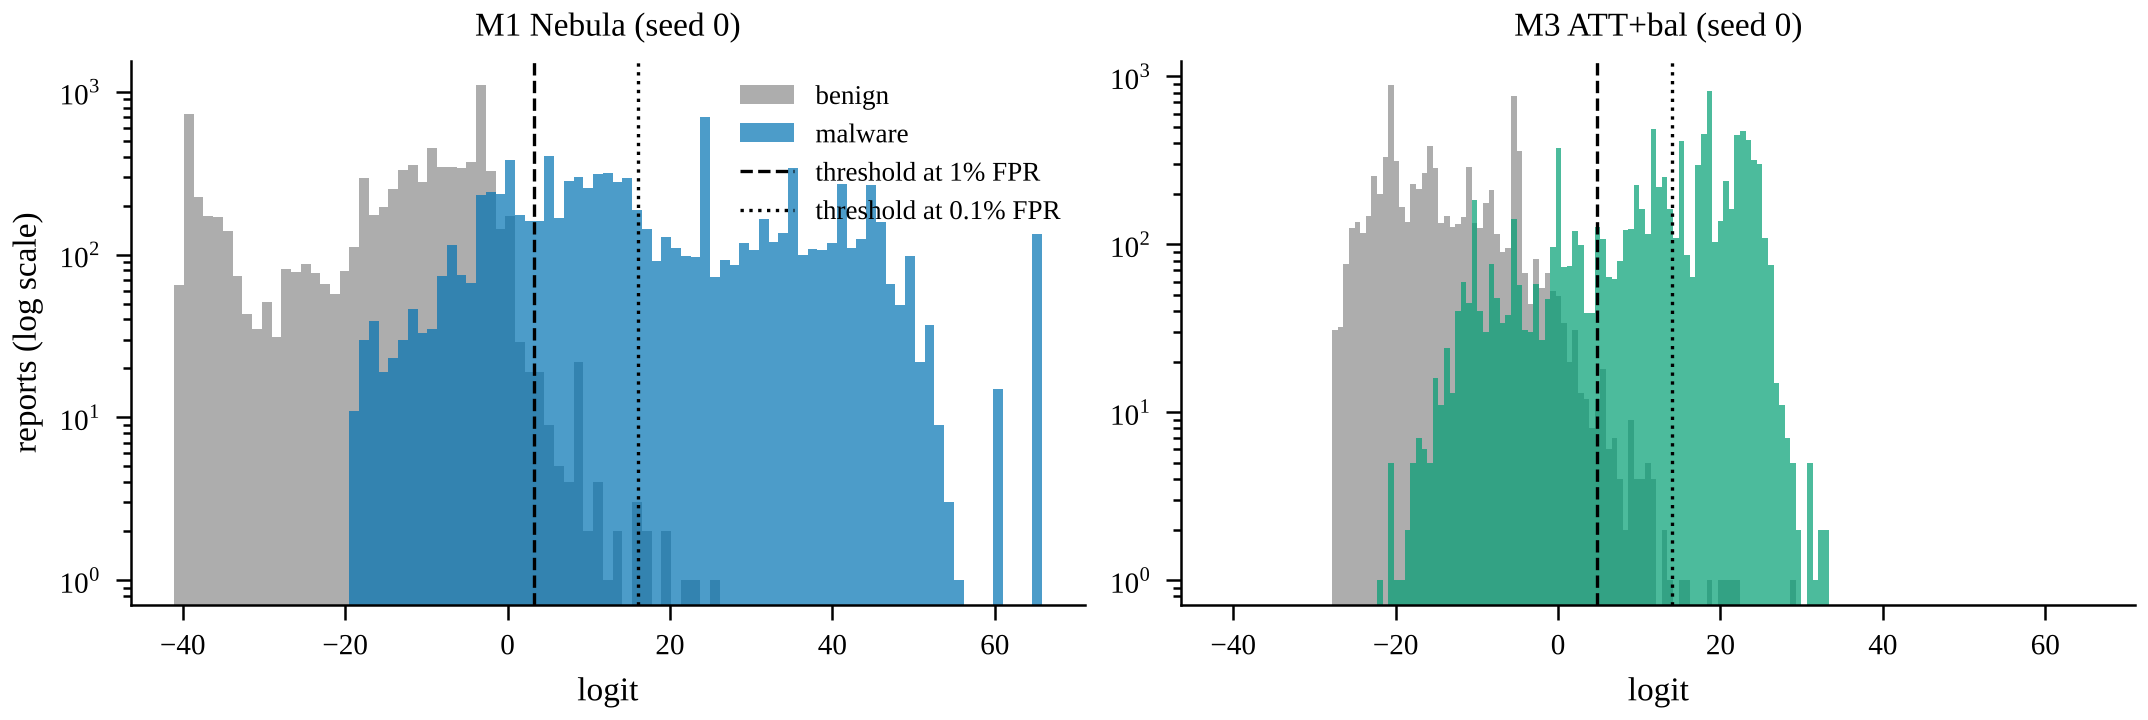 M1 Nebula (seed 0)
reports (log scale)
10³
10²
10¹
10⁰
benign
malware
threshold at 1% FPR
threshold at 0.1% FPR
−40 −20 0 20 40 60
logit
M3 ATT+bal (seed 0)
10³
10²
10¹
10⁰
−40 −20 0 20 40 60
logit